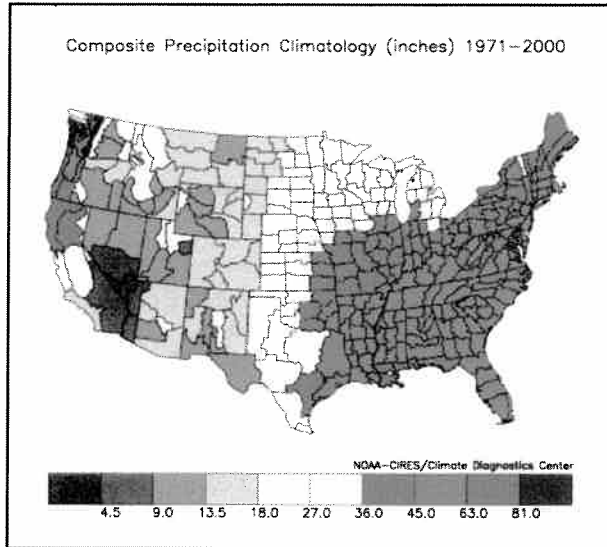 Composite Precipitation Climatology (inches) 1971-2000
NOAA-CIRES/Climate Diagnostics Center
4.5 9.0 13.5 18.0 27.0 36.0 45.0 63.0 81.0